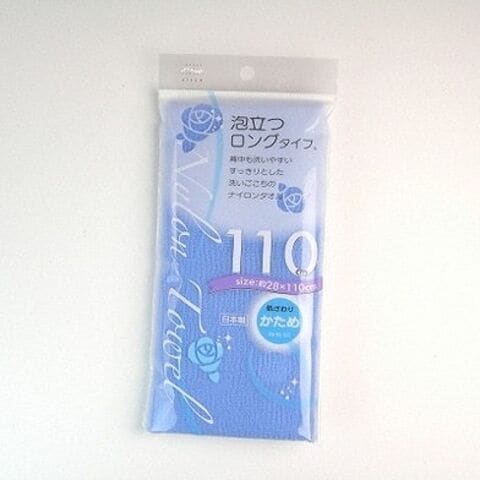 泡立つ
ロングタイプ。
背中も洗いやすい
すっきりとした
洗いごこちの
ナイロンタオル
110cm
size:約28×110cm
肌ざわり
かため
日本製
Nylon Towel